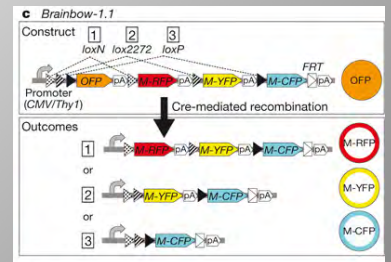 c Brainbow-1.1
Construct
1 2 3
loxN lox2272 loxP
FRT
OFP pA M-RFP pA M-YFP pA M-CFP pA
OFP
Promoter
(CMV/Thy1)
Cre-mediated recombination
Outcomes
1 M-RFP pA M-YFP pA M-CFP pA
M-RFP
or
2 M-YFP pA M-CFP pA
M-YFP
or
3 M-CFP pA
M-CFP